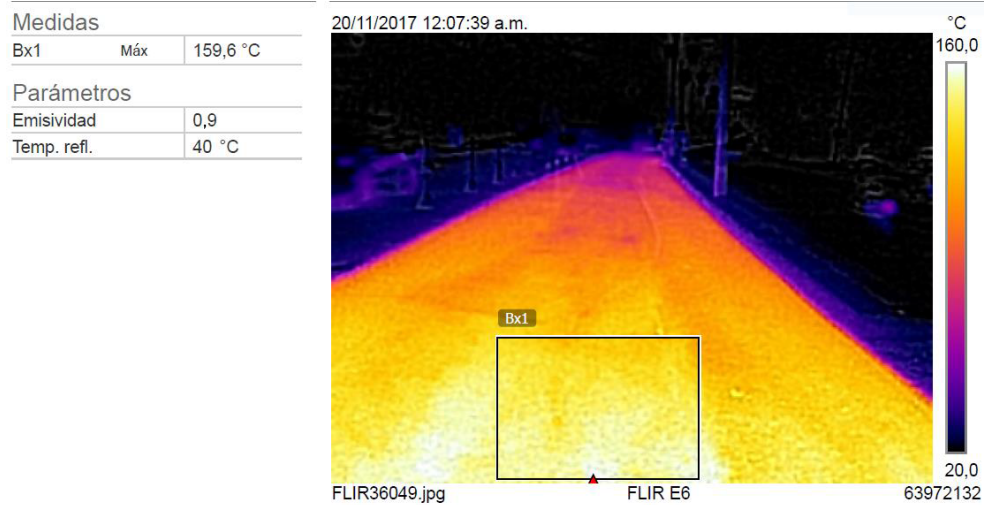 Medidas
Bx1 Máx 159,6 °C
Parámetros
Emisividad 0,9
Temp. refl. 40 °C
20/11/2017 12:07:39 a.m.
°C
160,0
Bx1
20,0
FLIR36049.jpg FLIR E6 63972132